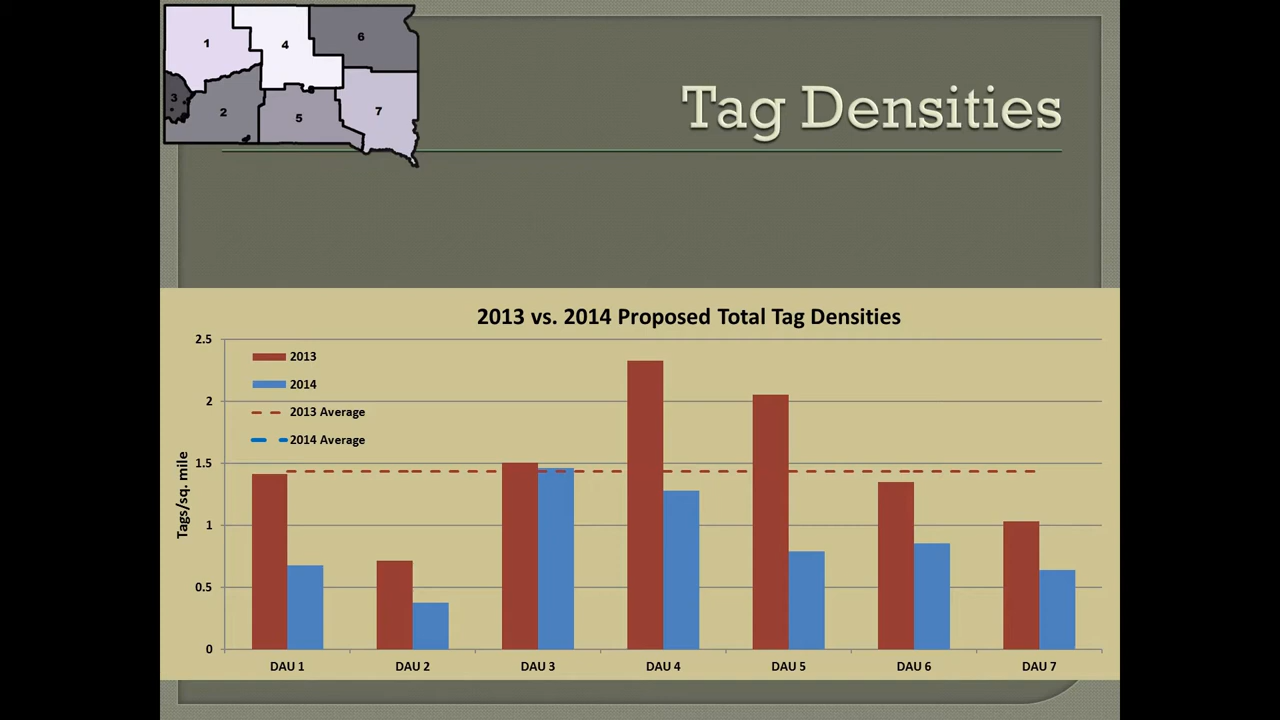 1
4
6
3
2
5
7
Tag Densities
2013 vs. 2014 Proposed Total Tag Densities
2.5
2
1.5
1
0.5
0
Tags/sq. mile
2013
2014
2013 Average
2014 Average
DAU 1
DAU 2
DAU 3
DAU 4
DAU 5
DAU 6
DAU 7